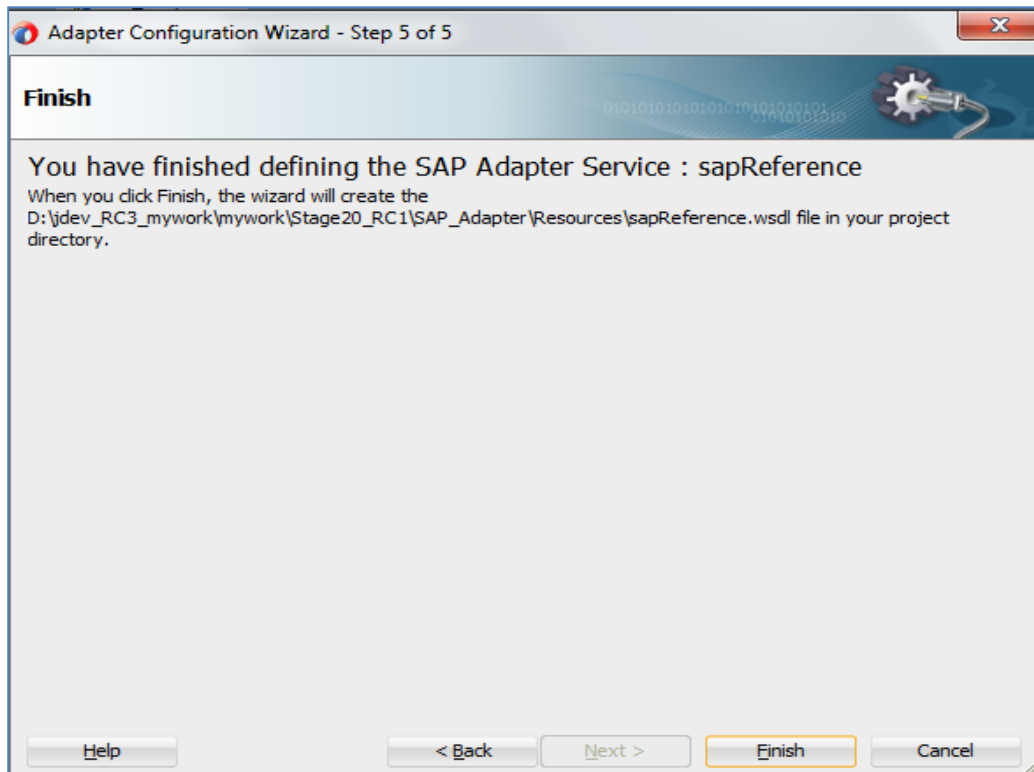 Adapter Configuration Wizard - Step 5 of 5
X
Finish
0101010101010101010101010101
01010101010
You have finished defining the SAP Adapter Service : sapReference
When you click Finish, the wizard will create the
D:\jdev_RC3_mywork\mywork\Stage20_RC1\SAP_Adapter\Resources\sapReference.wsdl file in your project
directory.
Help < Back Next > Finish Cancel